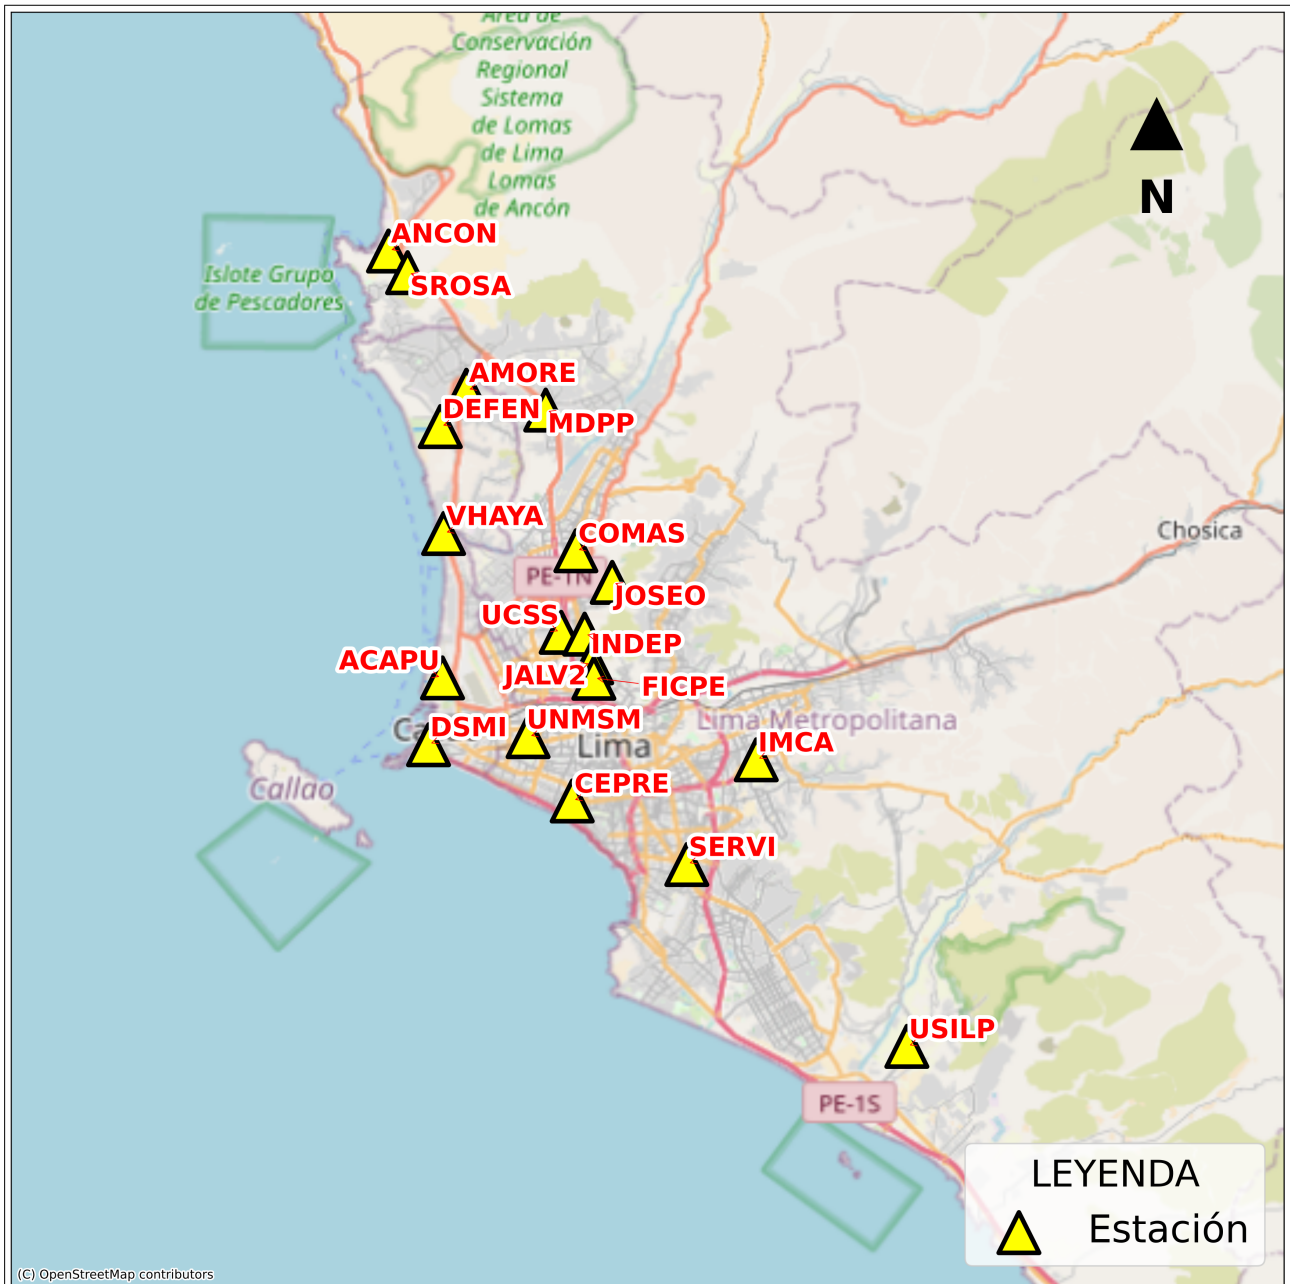 Área de
Conservación
Regional
Sistema
de Lomas
de Lima
Lomas
de Ancón
N
ANCON
SROSA
Islote Grupo
de Pescadores
AMORE
DEFEN
MDPP
VHAYA
COMAS
Chosica
PE-1N
JOSEO
UCSS
INDEP
ACAPU
JALV2
FICPE
DSMI
UNMSM
Lima Metropolitana
Lima
IMCA
CEPRE
Callao
SERVI
USILP
PE-1S
LEYENDA
Estación
(C) OpenStreetMap contributors